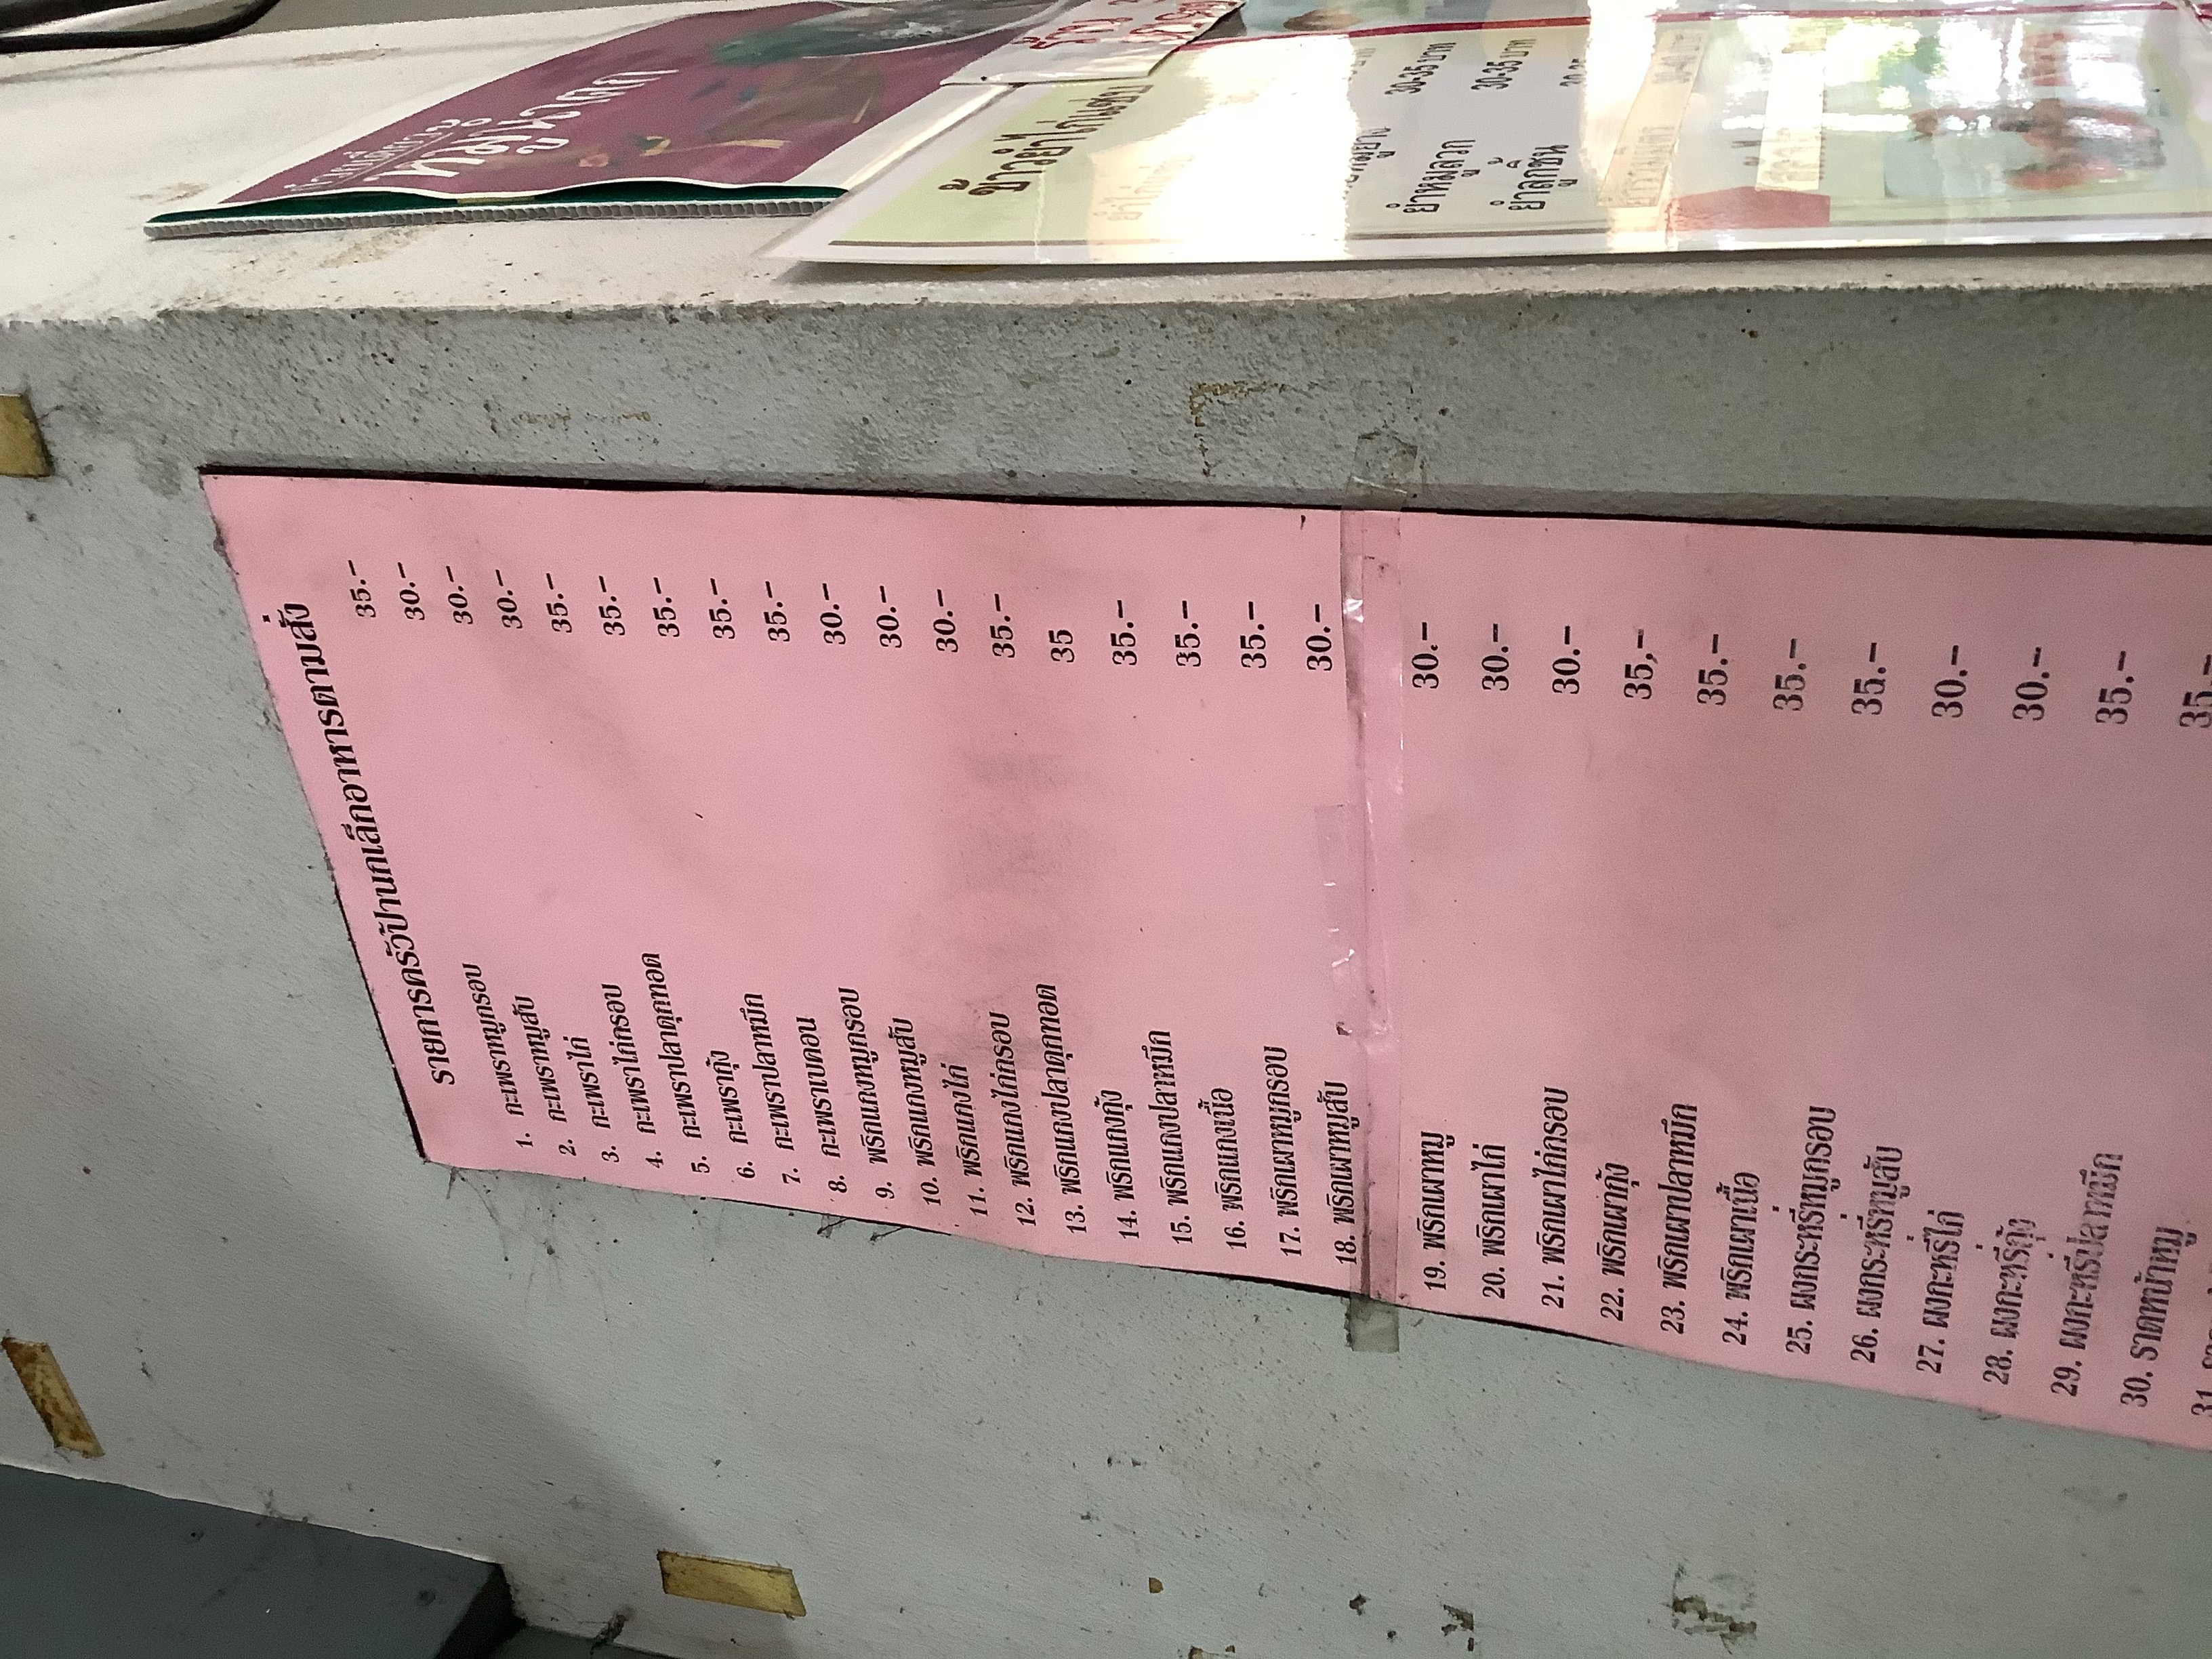 รายการครัวป้านกเล็กอาหารตามสั่ง
1. กะเพราหมูกรอบ 35.-
2. กะเพราหมูสับ 30.-
3. กะเพราไก่ 30.-
4. กะเพราไก่กรอบ 30.-
5. กะเพราปลาดุกทอด 35.-
6. กะเพรากุ้ง 35.-
7. กะเพราปลาหมึก 35.-
8. กะเพราเบคอน 35.-
9. พริกแกงหมูกรอบ 35.-
10. พริกแกงหมูสับ 30.-
11. พริกแกงไก่ 30.-
12. พริกแกงไก่กรอบ 30.-
13. พริกแกงปลาดุกทอด 35.-
14. พริกแกงกุ้ง 35
15. พริกแกงปลาหมึก 35.-
16. พริกแกงเนื้อ 35.-
17. พริกเผาหมูกรอบ 35.-
18. พริกเผาหมูสับ 30.-
19. พริกเผาหมู 30.-
20. พริกเผาไก่ 30.-
21. พริกเผาไก่กรอบ 30.-
22. พริกเผากุ้ง 35,-
23. พริกเผาปลาหมึก 35.-
24. พริกเผาเนื้อ 35.-
25. ผงกระหรี่หมูกรอบ 35.-
26. ผงกระหรี่หมูสับ 30.-
27. ผงกะหรี่ไก่ 30.-
28. ผงกะหรี่กุ้ง 35.-
29. ผงกะหรี่ปลาหมึก 35.-
30. ราดหน้าหมู
31.
หมูน้ำตก
ข้าวยำไก่แซบ
30-35 บาท
ยำหมูลวก 30-35 บาท
ยำลูกชิ้น